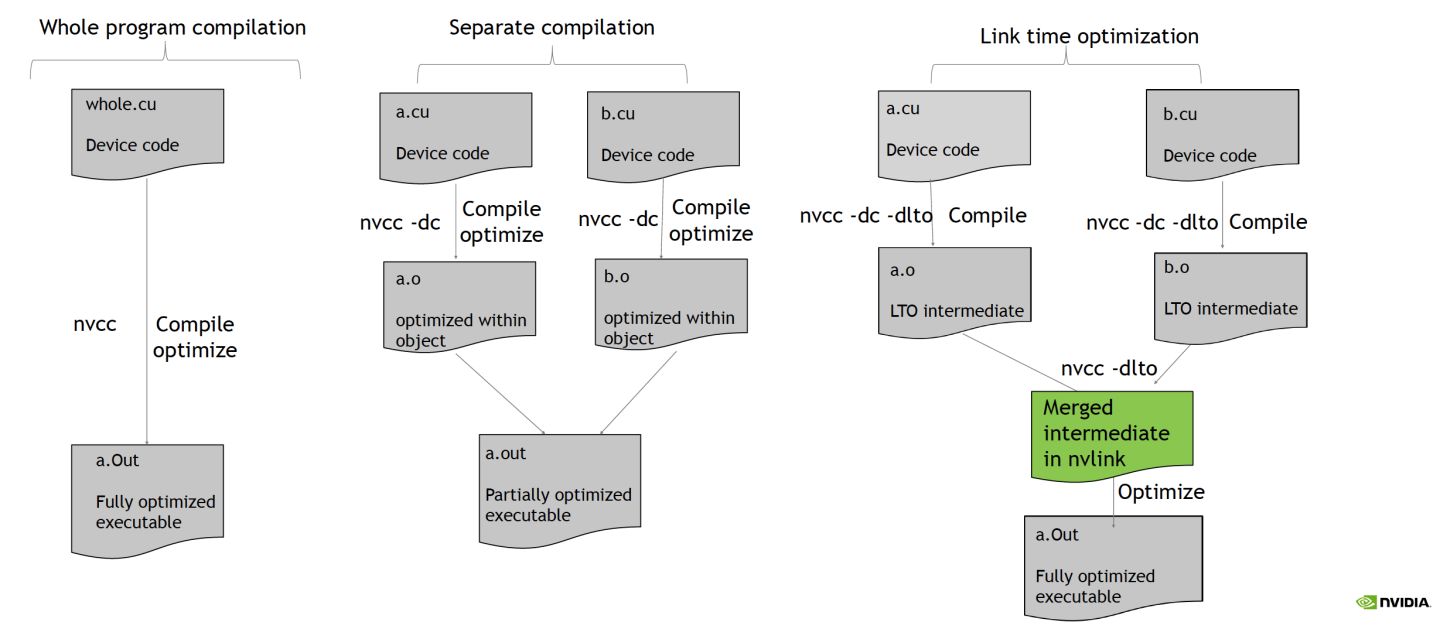 Whole program compilation
whole.cu
Device code
nvcc
Compile
optimize
a.Out
Fully optimized
executable
Separate compilation
a.cu
Device code
b.cu
Device code
nvcc -dc
Compile
optimize
nvcc -dc
Compile
optimize
a.o
optimized within
object
b.o
optimized within
object
a.out
Partially optimized
executable
Link time optimization
a.cu
Device code
b.cu
Device code
nvcc -dc -dlto
Compile
nvcc -dc -dlto
Compile
a.o
LTO intermediate
b.o
LTO intermediate
nvcc -dlto
Merged
intermediate
in nvlink
Optimize
a.Out
Fully optimized
executable
NVIDIA.